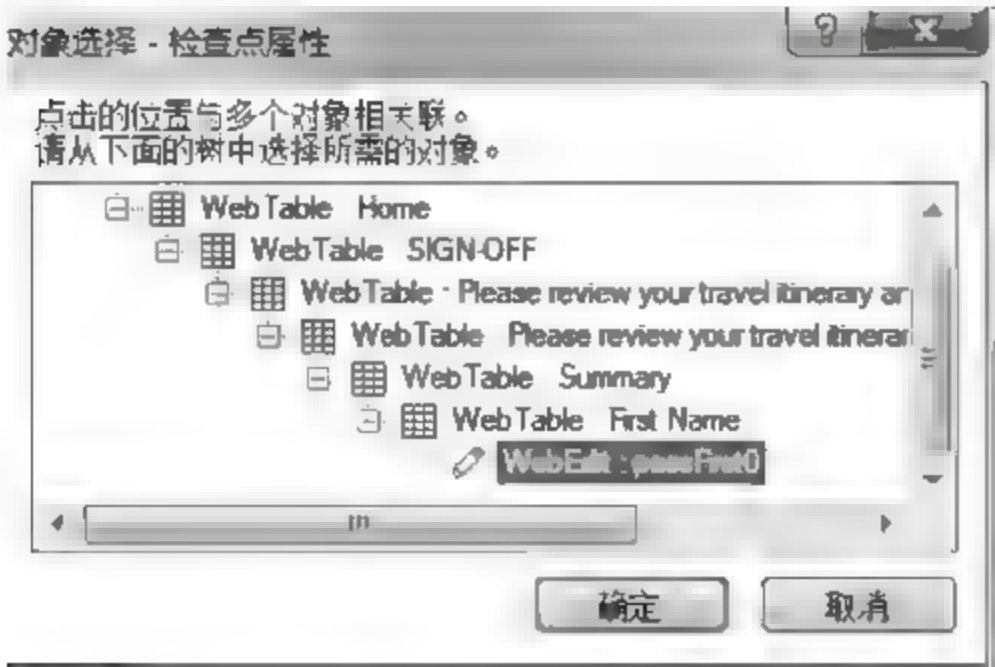 对象选择 - 检查点属性
点击的位置与多个对象相关联。
请从下面的树中选择所需的对象。
WebTable Home
WebTable SIGN-OFF
WebTable : Please review your travel itinerary an
WebTable Please review your travel itinerar
WebTable Summary
WebTable First Name
WebEdit : passFirst0
确定
取消